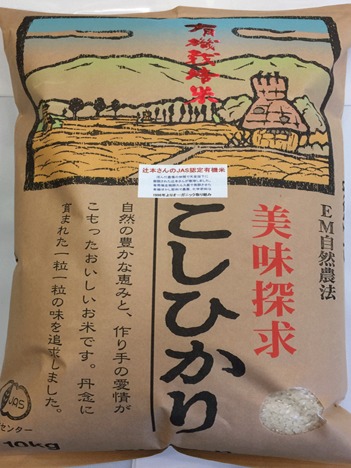 有機栽培米
辻本さんのJAS認定有機米
EM自然農法
美味探求
こしひかり
自然の豊かな恵みと、作り手の愛情が
こもったおいしいお米です。丹念に
育まれた一粒一粒の味を追求しました。
JAS
センター
10kg